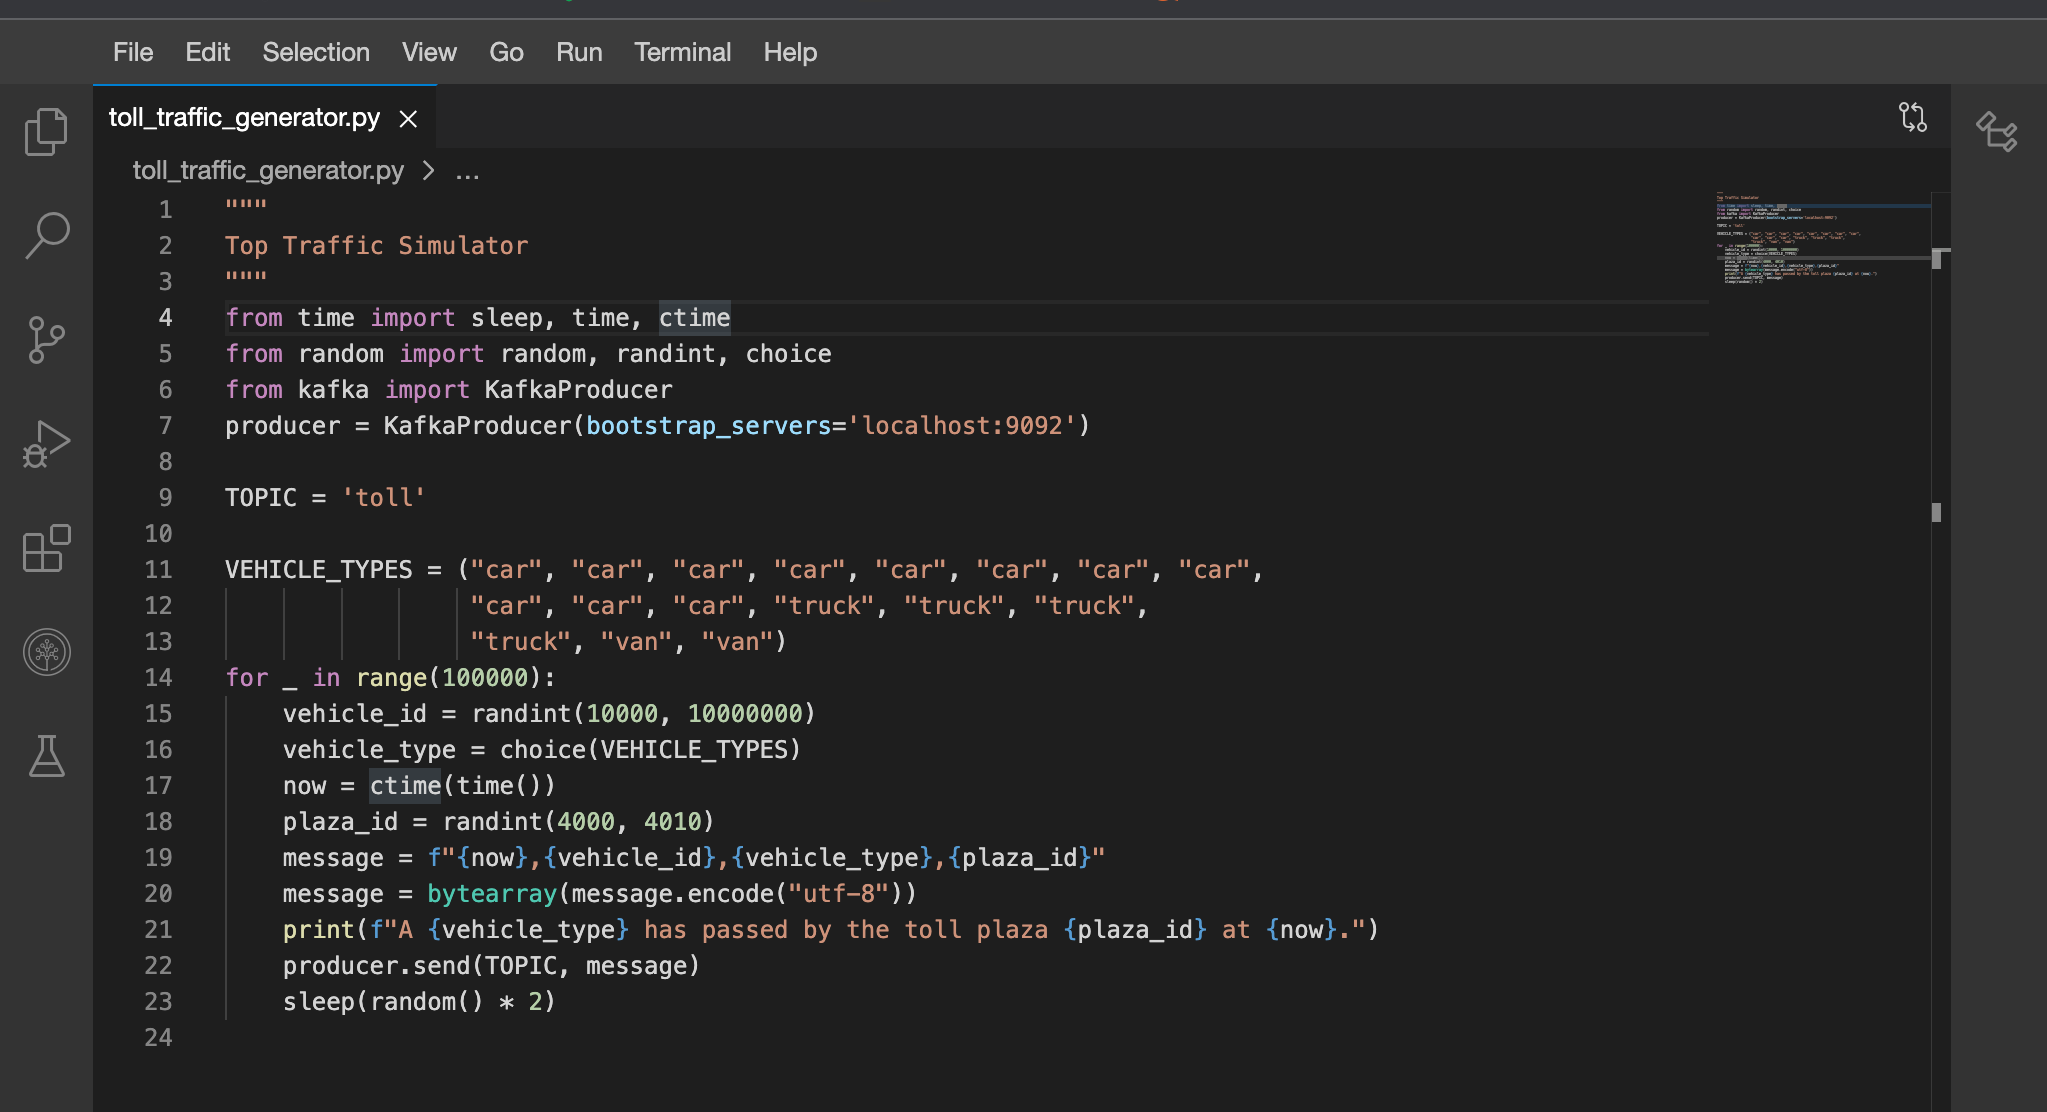 File Edit Selection View Go Run Terminal Help
toll_traffic_generator.py
toll_traffic_generator.py > ...
1 """
2 Top Traffic Simulator
3 """
4 from time import sleep, time, ctime
5 from random import random, randint, choice
6 from kafka import KafkaProducer
7 producer = KafkaProducer(bootstrap_servers='localhost:9092')
8
9 TOPIC = 'toll'
10
11 VEHICLE_TYPES = ("car", "car", "car", "car", "car", "car", "car", "car",
12                  "car", "car", "car", "truck", "truck", "truck",
13                  "truck", "van", "van")
14 for _ in range(100000):
15     vehicle_id = randint(10000, 10000000)
16     vehicle_type = choice(VEHICLE_TYPES)
17     now = ctime(time())
18     plaza_id = randint(4000, 4010)
19     message = f"{now},{vehicle_id},{vehicle_type},{plaza_id}"
20     message = bytearray(message.encode("utf-8"))
21     print(f"A {vehicle_type} has passed by the toll plaza {plaza_id} at {now}.")
22     producer.send(TOPIC, message)
23     sleep(random() * 2)
24